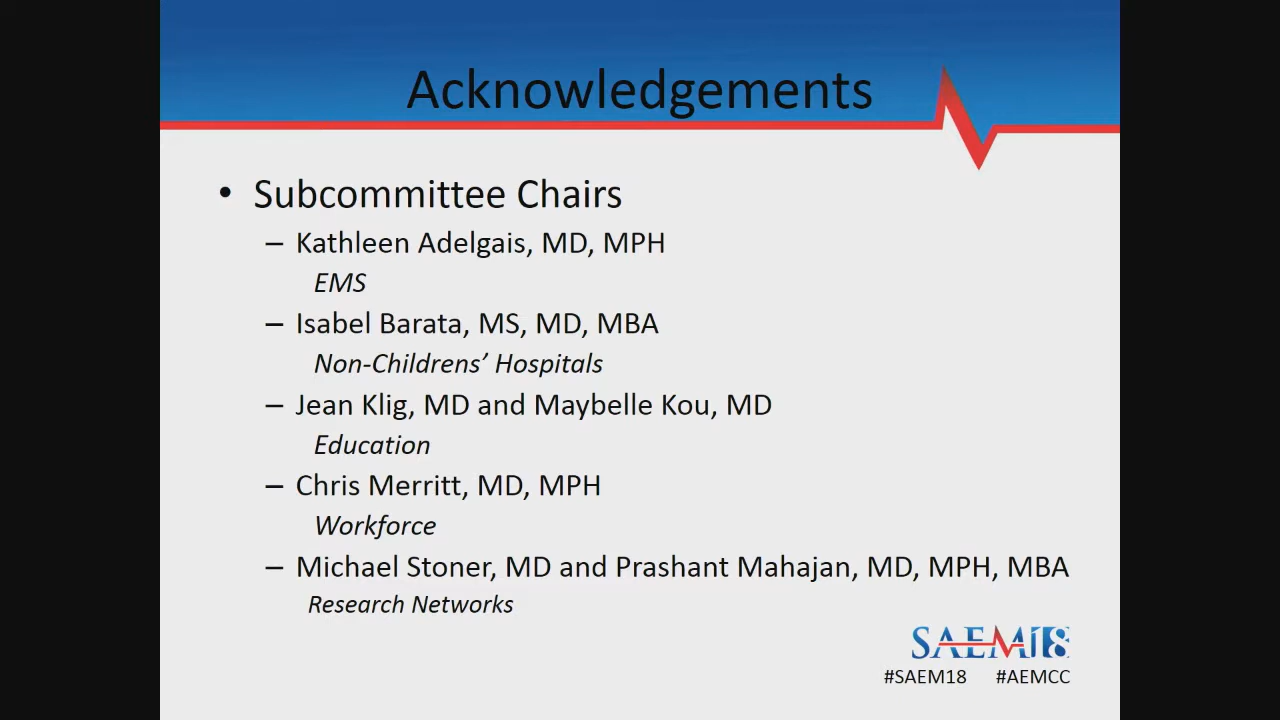 Acknowledgements
• Subcommittee Chairs
– Kathleen Adelgais, MD, MPH
EMS
– Isabel Barata, MS, MD, MBA
Non-Childrens’ Hospitals
– Jean Klig, MD and Maybelle Kou, MD
Education
– Chris Merritt, MD, MPH
Workforce
– Michael Stoner, MD and Prashant Mahajan, MD, MPH, MBA
Research Networks
SAEM18
#SAEM18 #AEMCC